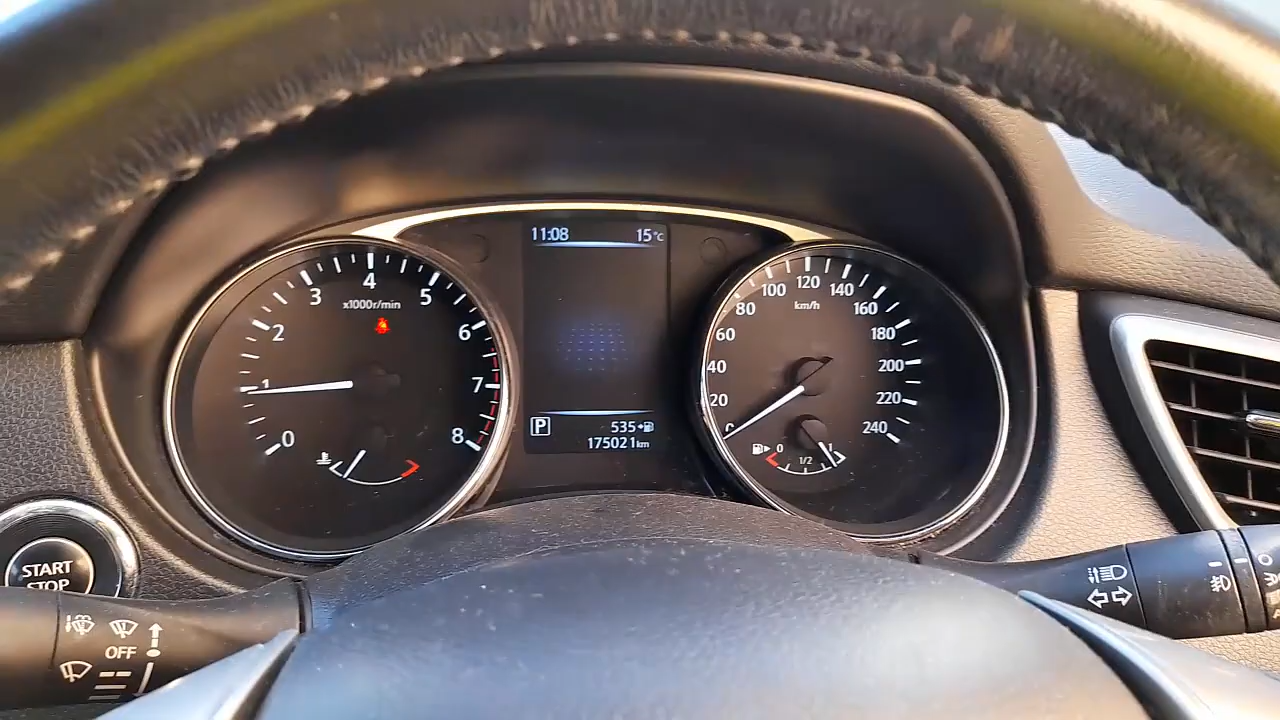 11:08 15°C
x1000r/min
0 1 2 3 4 5 6 7 8
P 535
175021km
km/h
0 20 40 60 80 100 120 140 160 180 200 220 240
0 1/2 1
START
STOP
OFF